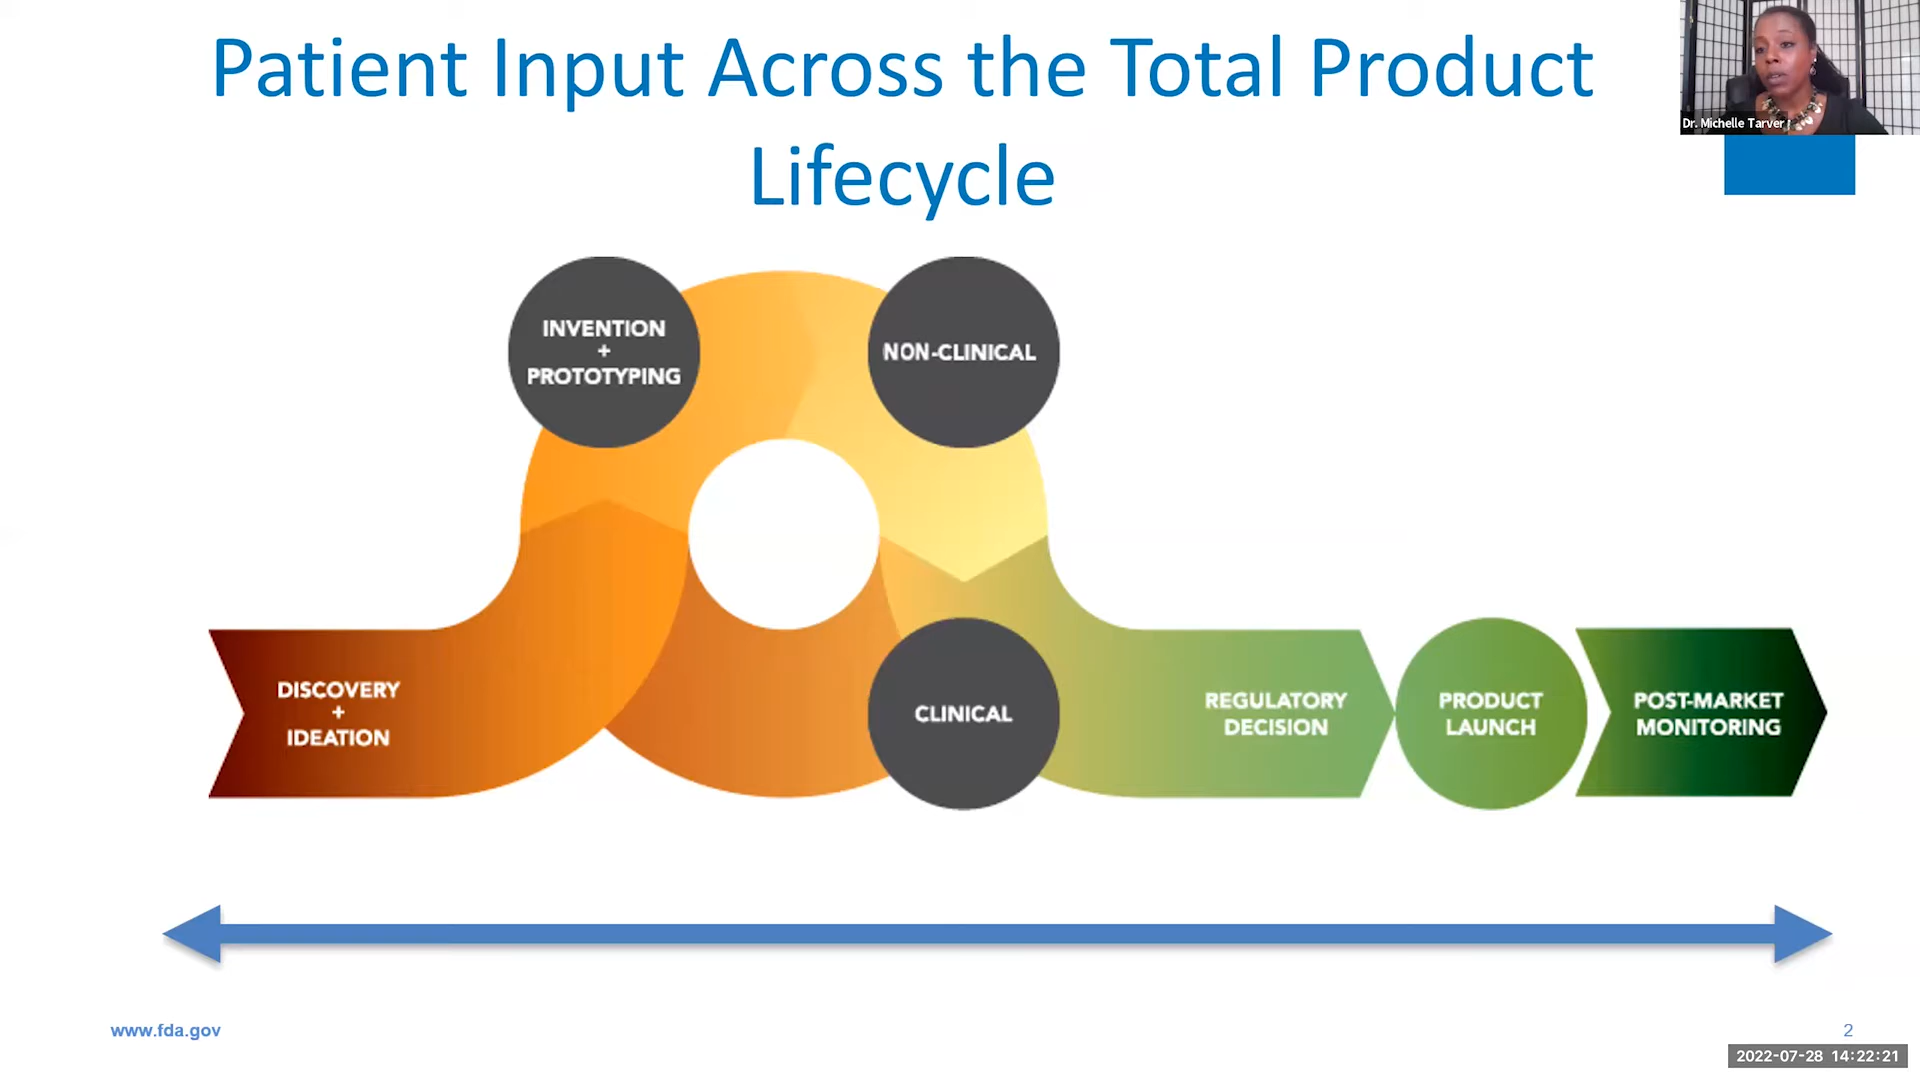 Patient Input Across the Total Product
Lifecycle
Dr. Michelle Tarver
INVENTION
+
PROTOTYPING
NON-CLINICAL
DISCOVERY
+
IDEATION
CLINICAL
REGULATORY
DECISION
PRODUCT
LAUNCH
POST-MARKET
MONITORING
www.fda.gov
2
2022-07-28 14:22:21